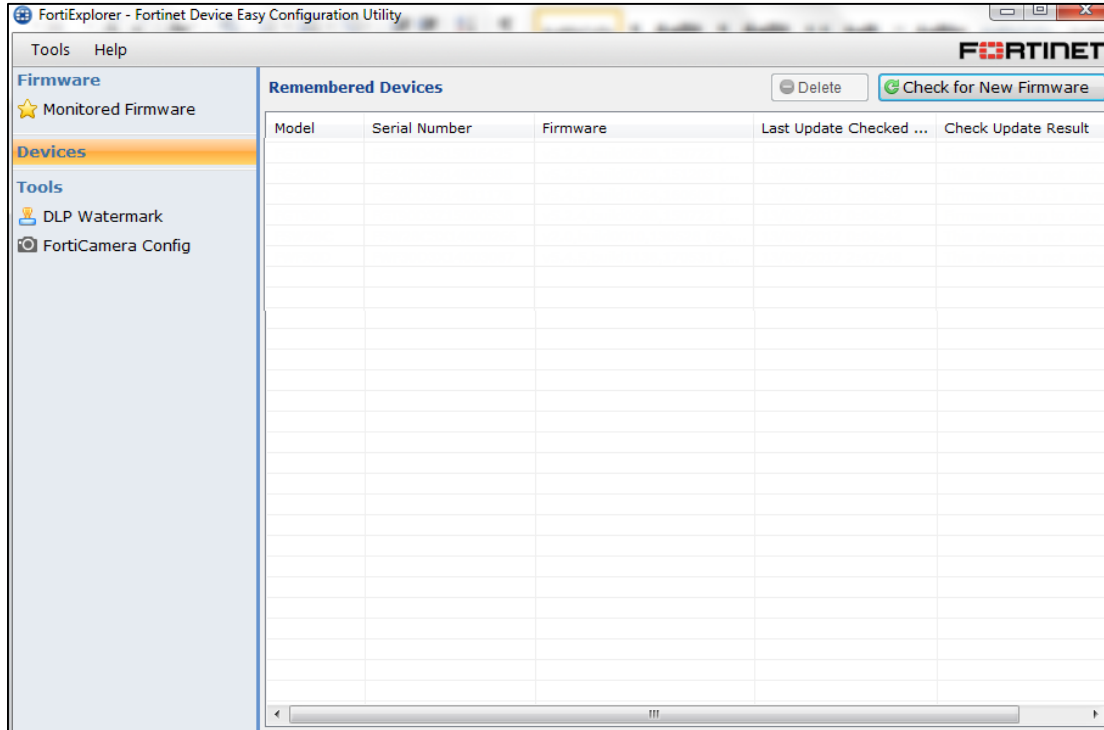 FortiExplorer - Fortinet Device Easy Configuration Utility
Tools Help
FORTINET
Firmware
Monitored Firmware
Devices
Tools
DLP Watermark
FortiCamera Config
Remembered Devices
Delete
Check for New Firmware
Model Serial Number Firmware Last Update Checked ... Check Update Result